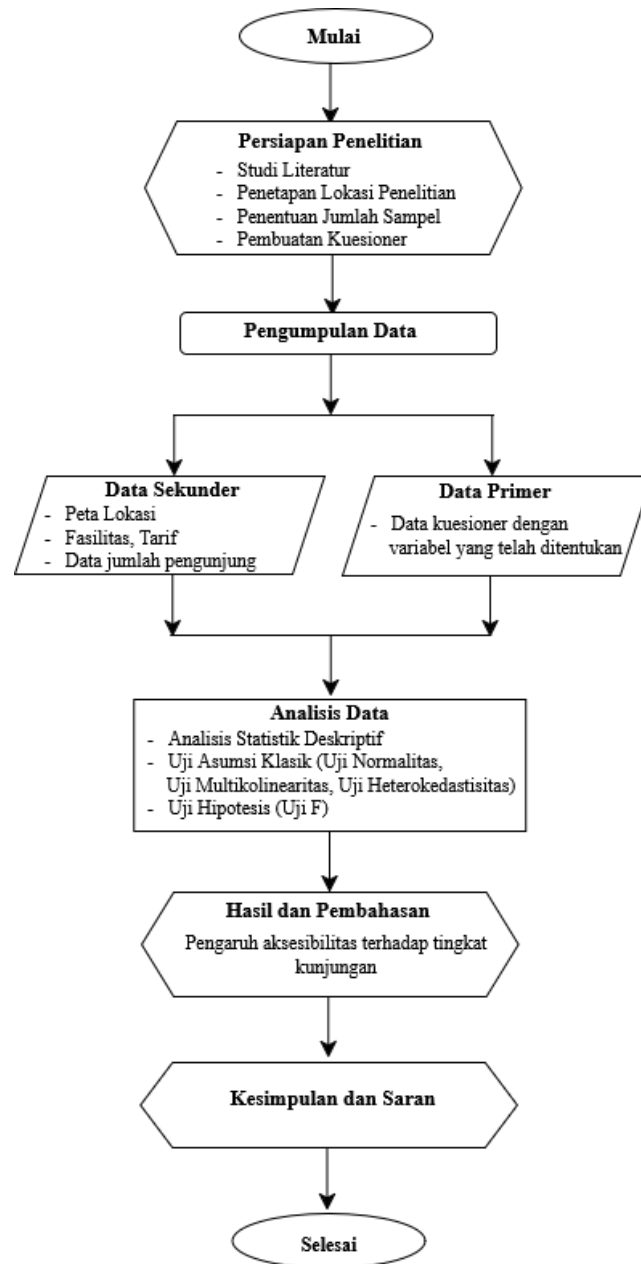 Mulai
Persiapan Penelitian
- Studi Literatur
- Penetapan Lokasi Penelitian
- Penentuan Jumlah Sampel
- Pembuatan Kuesioner
Pengumpulan Data
Data Sekunder
- Peta Lokasi
- Fasilitas, Tarif
- Data jumlah pengunjung
Data Primer
- Data kuesioner dengan
variabel yang telah ditentukan
Analisis Data
- Analisis Statistik Deskriptif
- Uji Asumsi Klasik (Uji Normalitas,
Uji Multikolinearitas, Uji Heterokedastisitas)
- Uji Hipotesis (Uji F)
Hasil dan Pembahasan
Pengaruh aksesibilitas terhadap tingkat
kunjungan
Kesimpulan dan Saran
Selesai